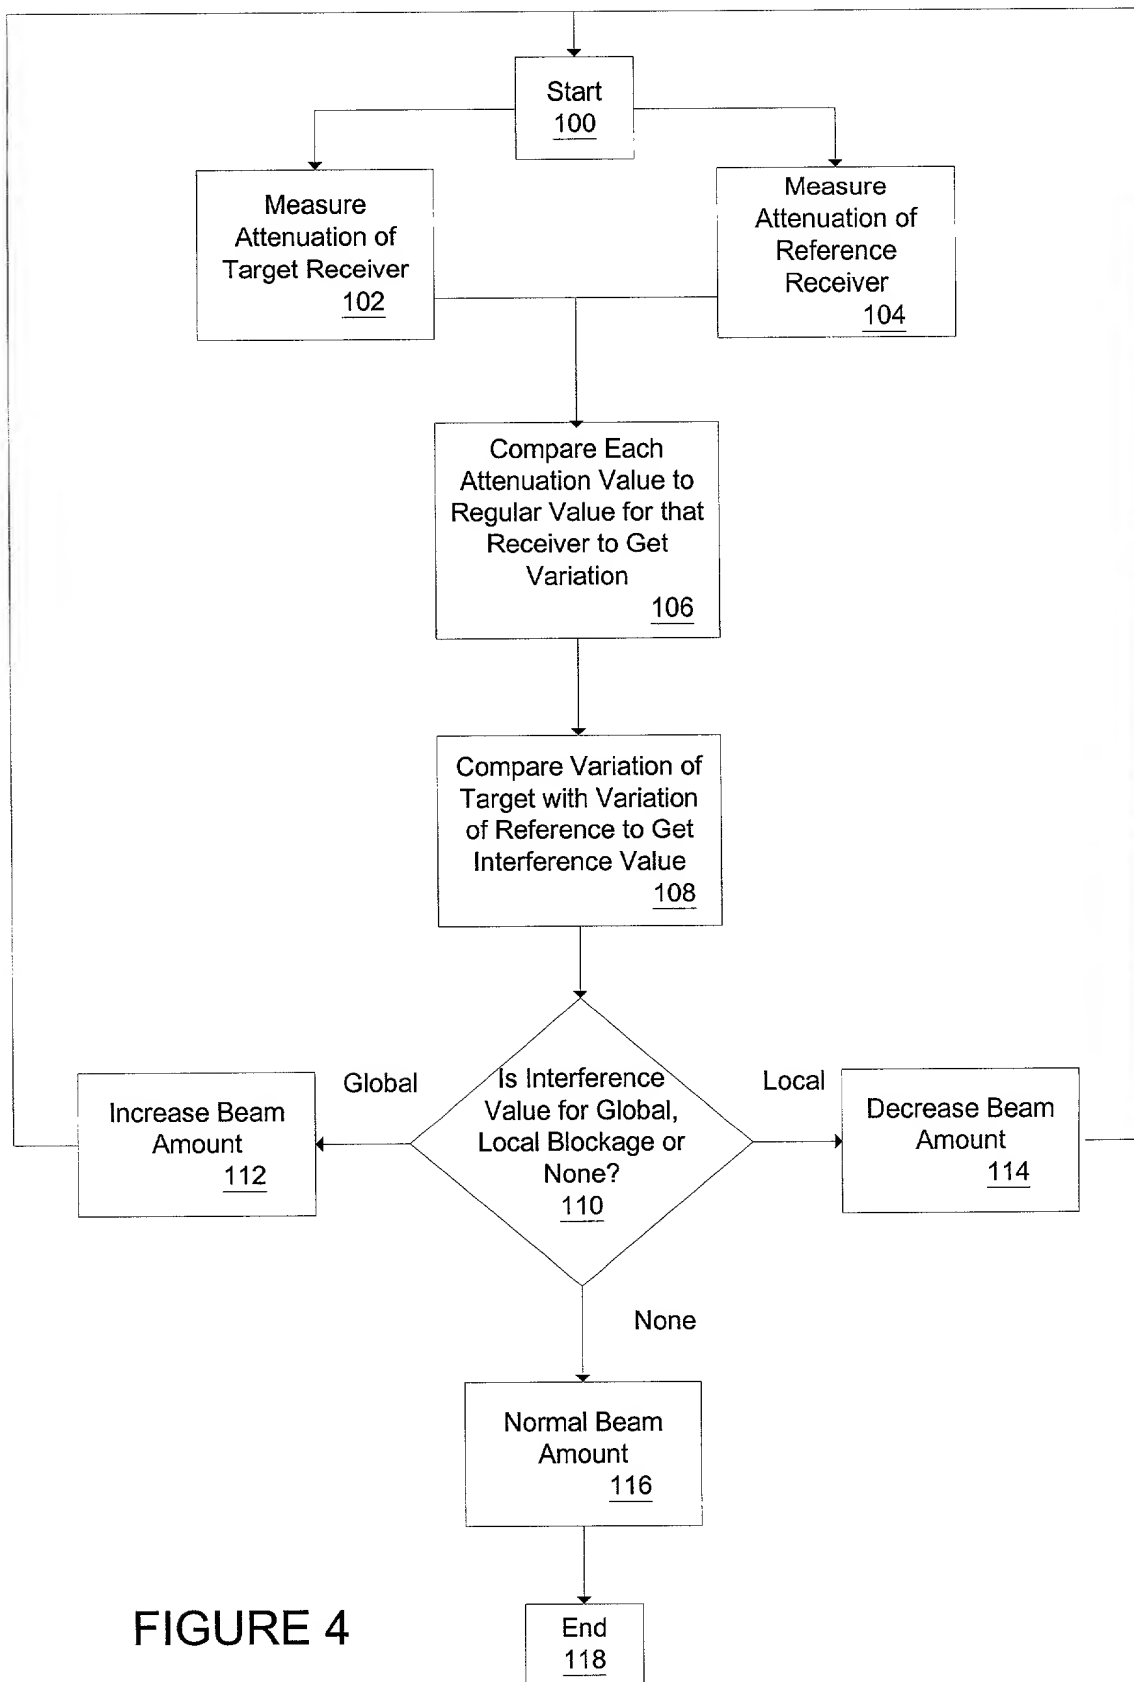 Start
100
Measure
Attenuation of
Target Receiver
102
Measure
Attenuation of
Reference
Receiver
104
Compare Each
Attenuation Value to
Regular Value for that
Receiver to Get
Variation
106
Compare Variation of
Target with Variation
of Reference to Get
Interference Value
108
Is Interference
Value for Global,
Local Blockage or
None?
110
Global
Local
Increase Beam
Amount
112
Decrease Beam
Amount
114
None
Normal Beam
Amount
116
End
118
FIGURE 4